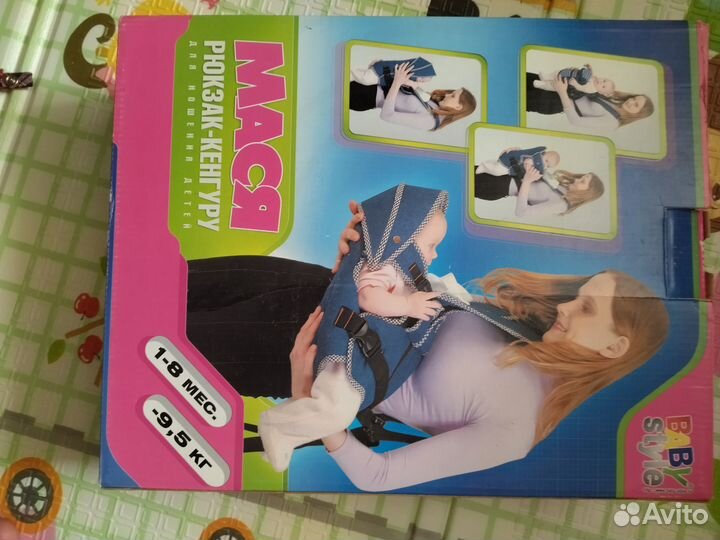 МАСЯ
РЮКЗАК-КЕНГУРУ
ДЛЯ НОШЕНИЯ ДЕТЕЙ
1-8 МЕС.
-9,5 КГ
BABY
style
Avito